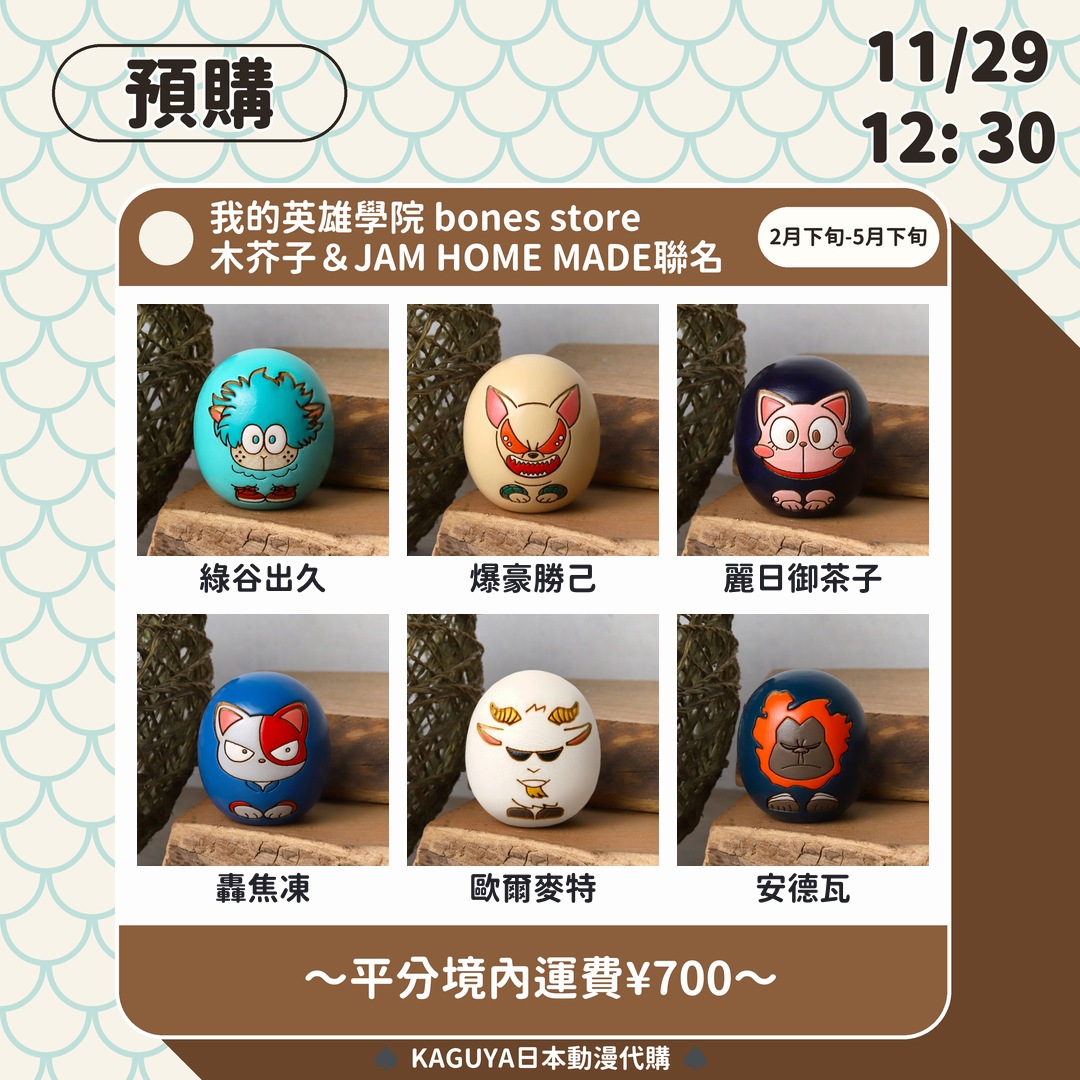 預購
11/29
12: 30
我的英雄學院 bones store
木芥子&JAM HOME MADE聯名
2月下旬-5月下旬
綠谷出久
爆豪勝己
麗日御茶子
轟焦凍
歐爾麥特
安德瓦
～平分境內運費¥700～
♠ KAGUYA日本動漫代購 ♠